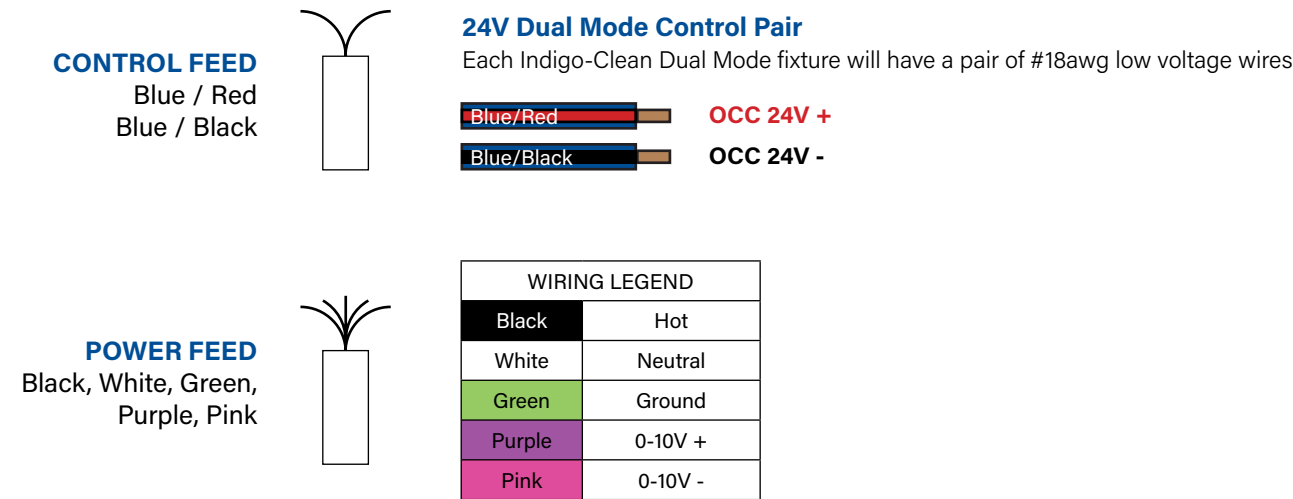 CONTROL FEED
Blue / Red
Blue / Black
24V Dual Mode Control Pair
Each Indigo-Clean Dual Mode fixture will have a pair of #18awg low voltage wires
Blue/Red OCC 24V +
Blue/Black OCC 24V -
POWER FEED
Black, White, Green,
Purple, Pink
WIRING LEGEND
Black Hot
White Neutral
Green Ground
Purple 0-10V +
Pink 0-10V -